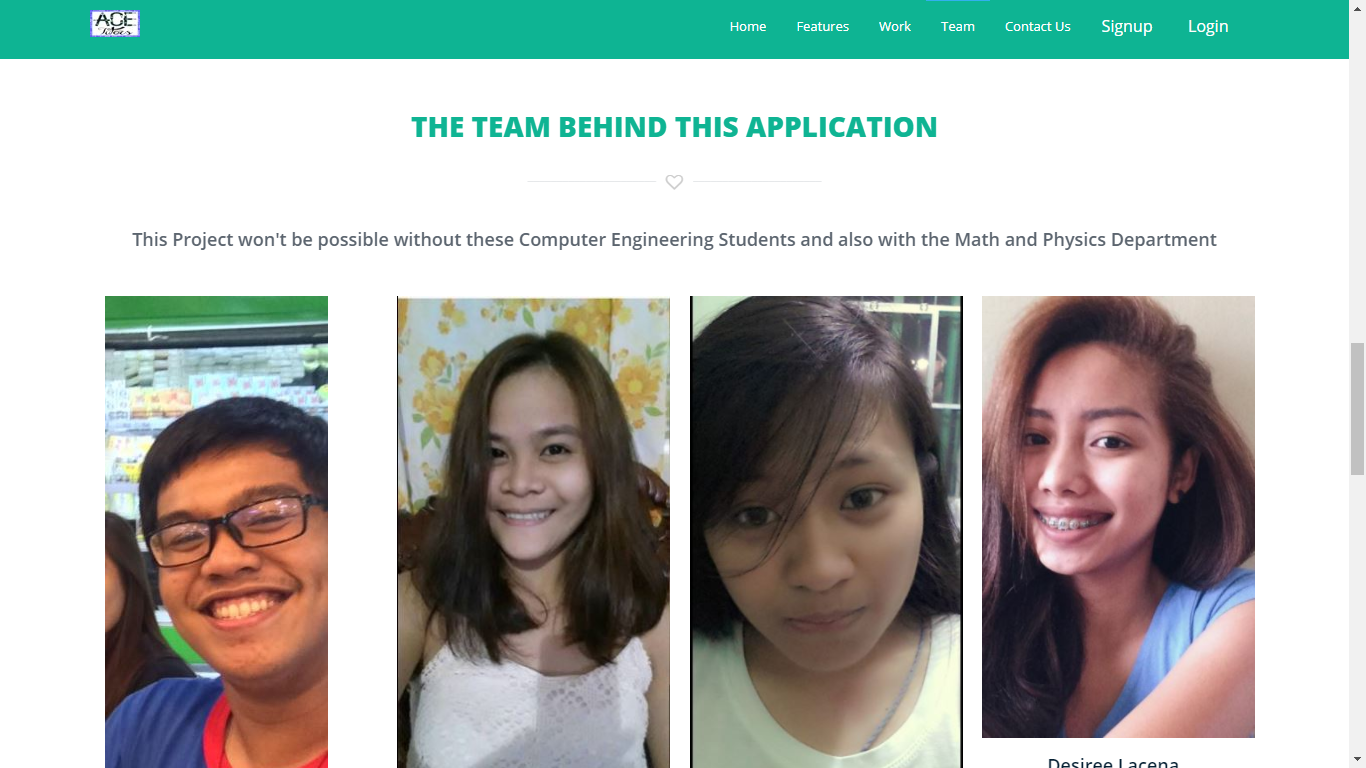 ACE
Home Features Work Team Contact Us Signup Login
THE TEAM BEHIND THIS APPLICATION
This Project won't be possible without these Computer Engineering Students and also with the Math and Physics Department
Desiree Lacena